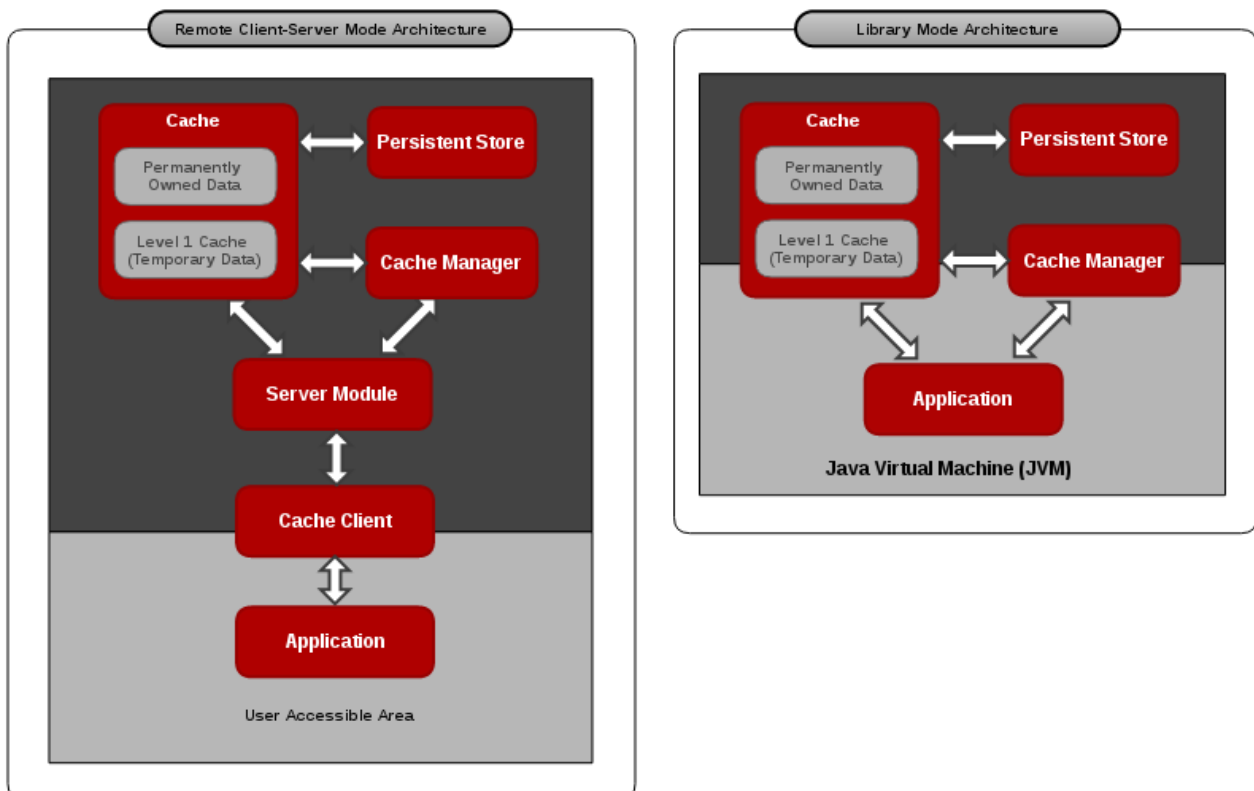 Remote Client-Server Mode Architecture
Cache
Permanently
Owned Data
Level 1 Cache
(Temporary Data)
Persistent Store
Cache Manager
Server Module
Cache Client
Application
User Accessible Area
Library Mode Architecture
Cache
Permanently
Owned Data
Level 1 Cache
(Temporary Data)
Persistent Store
Cache Manager
Application
Java Virtual Machine (JVM)